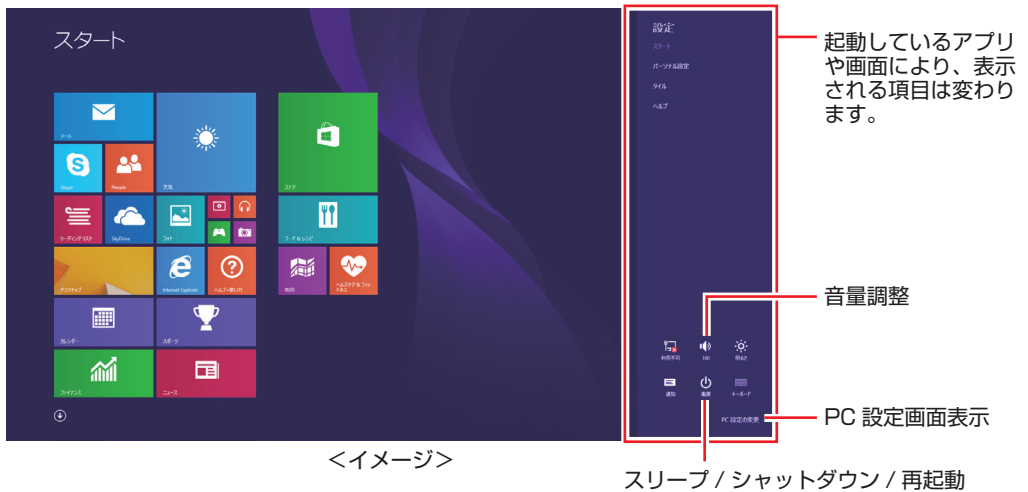 スタート
メール
Skype
People
天気
ストア
リーディング リスト
SkyDrive
フォト
フード & レシピ
デスクトップ
Internet Explorer
ヘルプ+使い方
地図
ヘルスケア & フィットネス
カレンダー
スポーツ
ファイナンス
ニュース
設定
スタート
パーソナル設定
タイル
ヘルプ
利用不可
100
明るさ
通知
電源
キーボード
PC 設定の変更
起動しているアプリ
や画面により、表示
される項目は変わり
ます。
音量調整
PC 設定画面表示
スリープ / シャットダウン / 再起動
<イメージ>